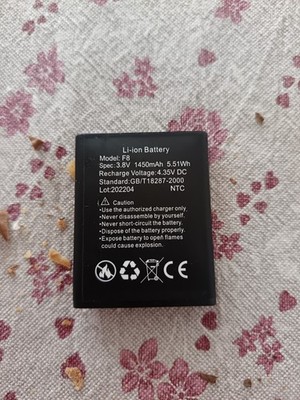 Li-ion Battery
Model: F8
Spec: 3.8V 1450mAh 5.51Wh
Recharge Voltage: 4.35V DC
Standard:GB/T18287-2000
Lot:202204 NTC
Caution
•Use the authorized charger only.
•Never disassemble by yourself.
•Never short-circuit the battery.
•Dispose of the battery properly.
•Expose battery to open flames
could cause explosion.
CE